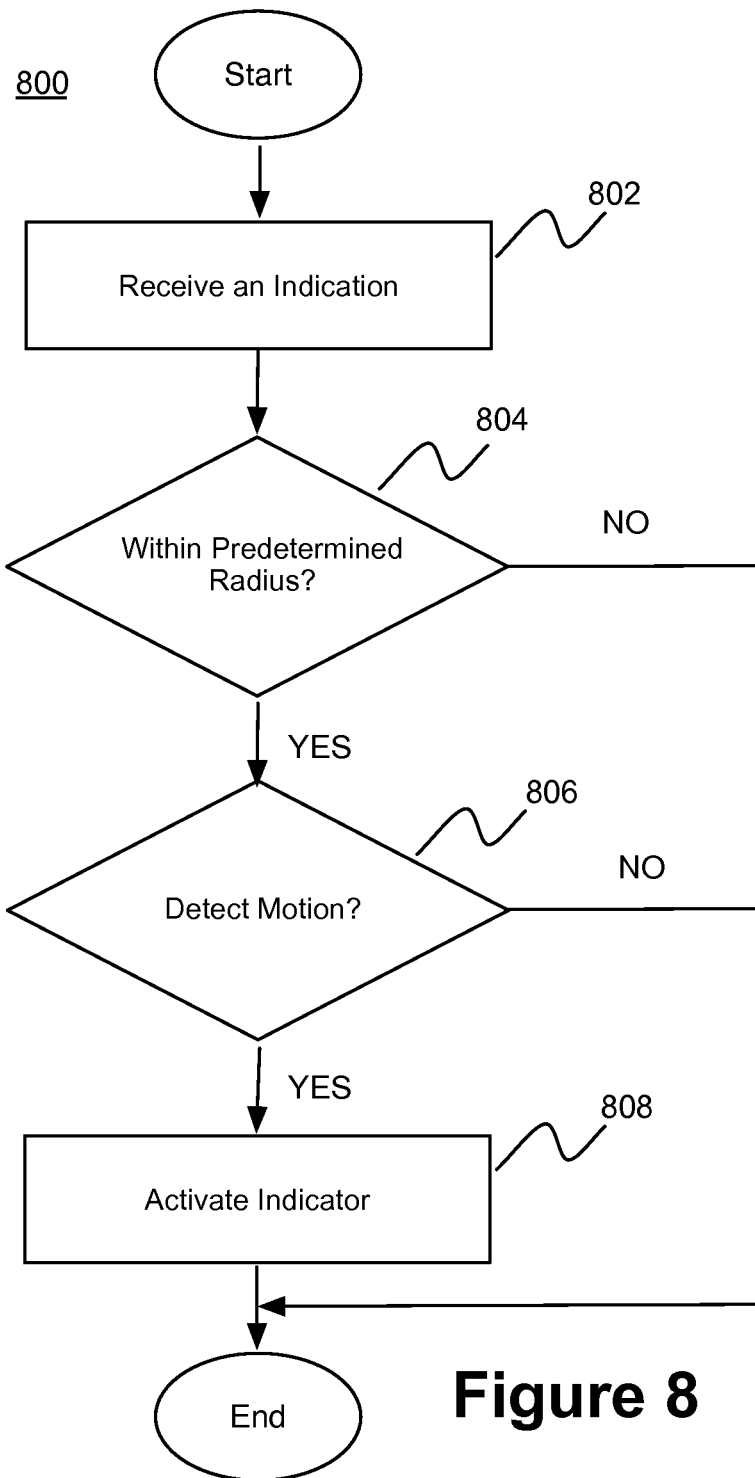 800
Start
802
Receive an Indication
804
Within Predetermined
Radius?
NO
YES
806
Detect Motion?
NO
YES
808
Activate Indicator
End
Figure 8